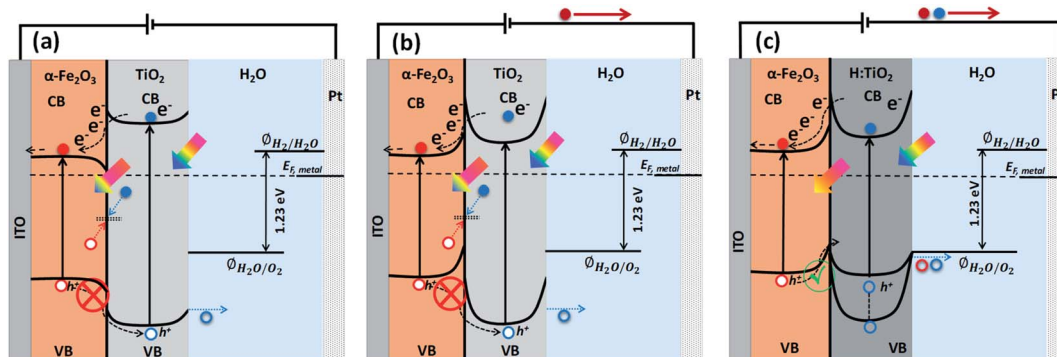 (a)
α-Fe₂O₃
TiO₂
H₂O
CB
CB
Pt
e⁻
e⁻
e⁻
e⁻
∅H₂/H₂O
EF, metal
1.23 eV
ITO
∅H₂O/O₂
h⁺
h⁺
VB
VB
(b)
α-Fe₂O₃
TiO₂
H₂O
CB
CB
Pt
e⁻
e⁻
e⁻
e⁻
∅H₂/H₂O
EF, metal
1.23 eV
ITO
∅H₂O/O₂
h⁺
h⁺
VB
VB
(c)
α-Fe₂O₃
H:TiO₂
H₂O
CB
CB
e⁻
e⁻
e⁻
e⁻
∅H₂/H₂O
EF, metal
1.23 eV
ITO
∅H₂O/O₂
h⁺
h⁺
VB
VB